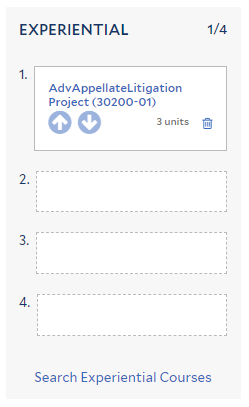 EXPERIENTIAL 1/4
1.
AdvAppellateLitigation
Project (30200-01)
3 units
2.
3.
4.
Search Experiential Courses